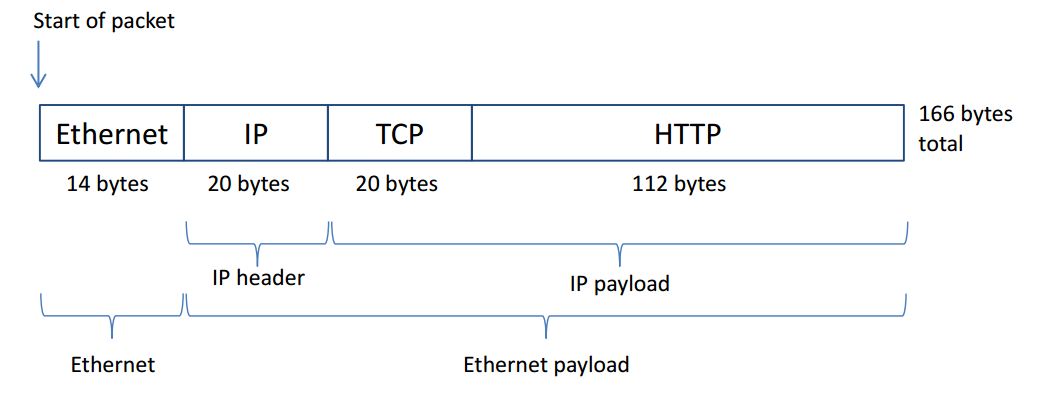 Start of packet
Ethernet IP TCP HTTP
166 bytes
total
14 bytes 20 bytes 20 bytes 112 bytes
IP header
IP payload
Ethernet
Ethernet payload